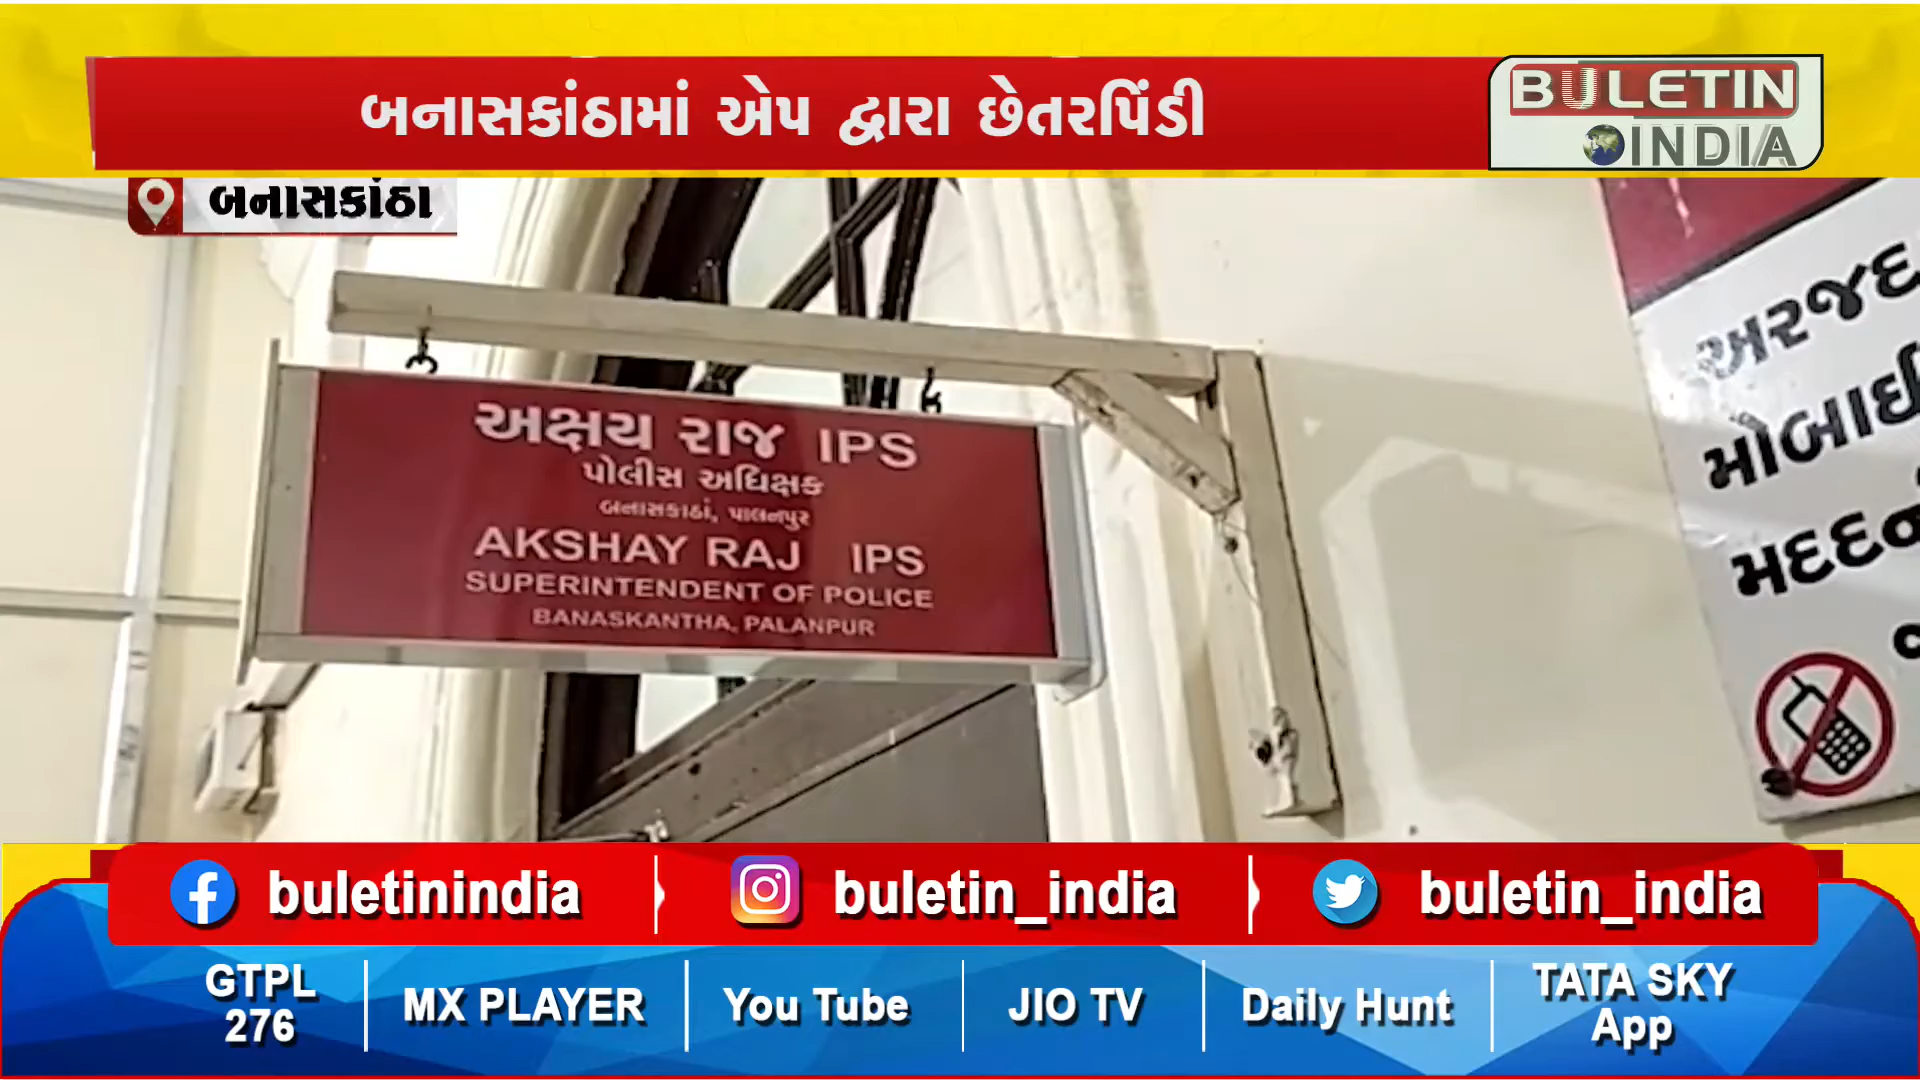 બનાસકાંઠામાં એપ દ્વારા છેતરપિંડી
BULETIN
INDIA
બનાસકાંઠા
અક્ષય રાજ IPS
પોલીસ અધિક્ષક
બનાસકાઠાં, પાલનપુર
AKSHAY RAJ IPS
SUPERINTENDENT OF POLICE
BANASKANTHA, PALANPUR
buletinindia
buletin_india
buletin_india
GTPL
276
MX PLAYER
You Tube
JIO TV
Daily Hunt
TATA SKY
App